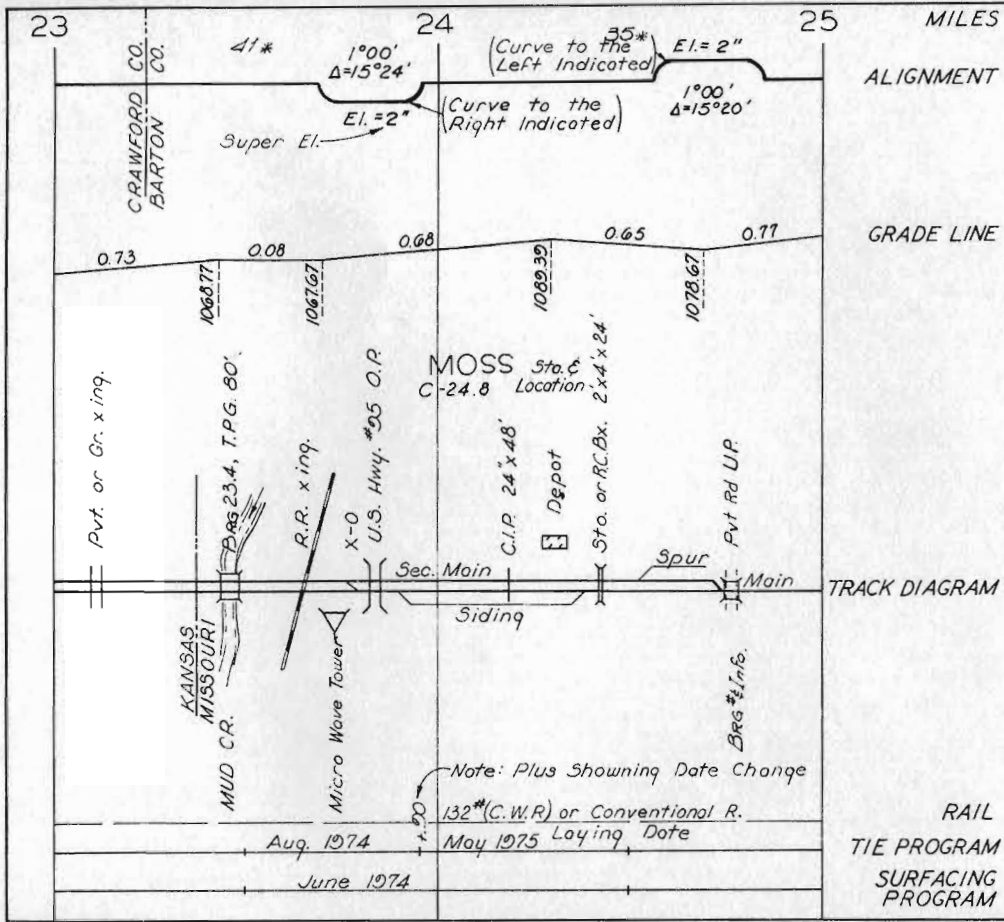 23 24 25 MILES
41* 35*
1°00'
Δ=15°24'
(Curve to the
Left Indicated)
El.= 2"
ALIGNMENT
El. = 2"
(Curve to the
Right Indicated)
1°00'
Δ=15°20'
Super El.
CRAWFORD CO.
BARTON CO.
0.73 0.08 0.68 0.65 0.77 GRADE LINE
1068.77 1067.67 1089.39 1078.67
MOSS Sta. &
C-24.8 Location
Pvt. or Gr. xing.
BRG 23.4, T.P.G. 80'
R.R. x'ing.
X-O
U.S. Hwy. #95 O.P.
C.I.P. 24" x 48'
Depot
Sto. or R.C.Bx. 2'x4'x24'
Pvt Rd U.P.
Sec. Main Spur Main TRACK DIAGRAM
Siding
KANSAS
MISSOURI
MUD CR.
Micro Wave Tower
BRG # & Info.
Note: Plus Showning Date Change
+.90
132#(C.W.R) or Conventional R. RAIL
Laying Date
Aug. 1974 May 1975 TIE PROGRAM
June 1974 SURFACING
PROGRAM